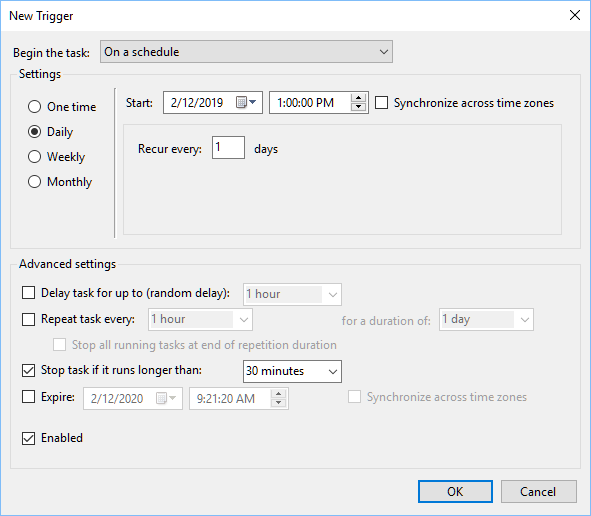 New Trigger
Begin the task: On a schedule
Settings
One time
Start: 2/12/2019 1:00:00 PM Synchronize across time zones
Daily
Recur every: 1 days
Weekly
Monthly
Advanced settings
Delay task for up to (random delay): 1 hour
Repeat task every: 1 hour for a duration of: 1 day
Stop all running tasks at end of repetition duration
Stop task if it runs longer than: 30 minutes
Expire: 2/12/2020 9:21:20 AM Synchronize across time zones
Enabled
OK Cancel